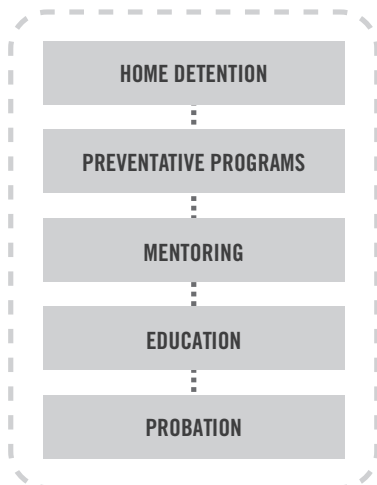 HOME DETENTION
PREVENTATIVE PROGRAMS
MENTORING
EDUCATION
PROBATION